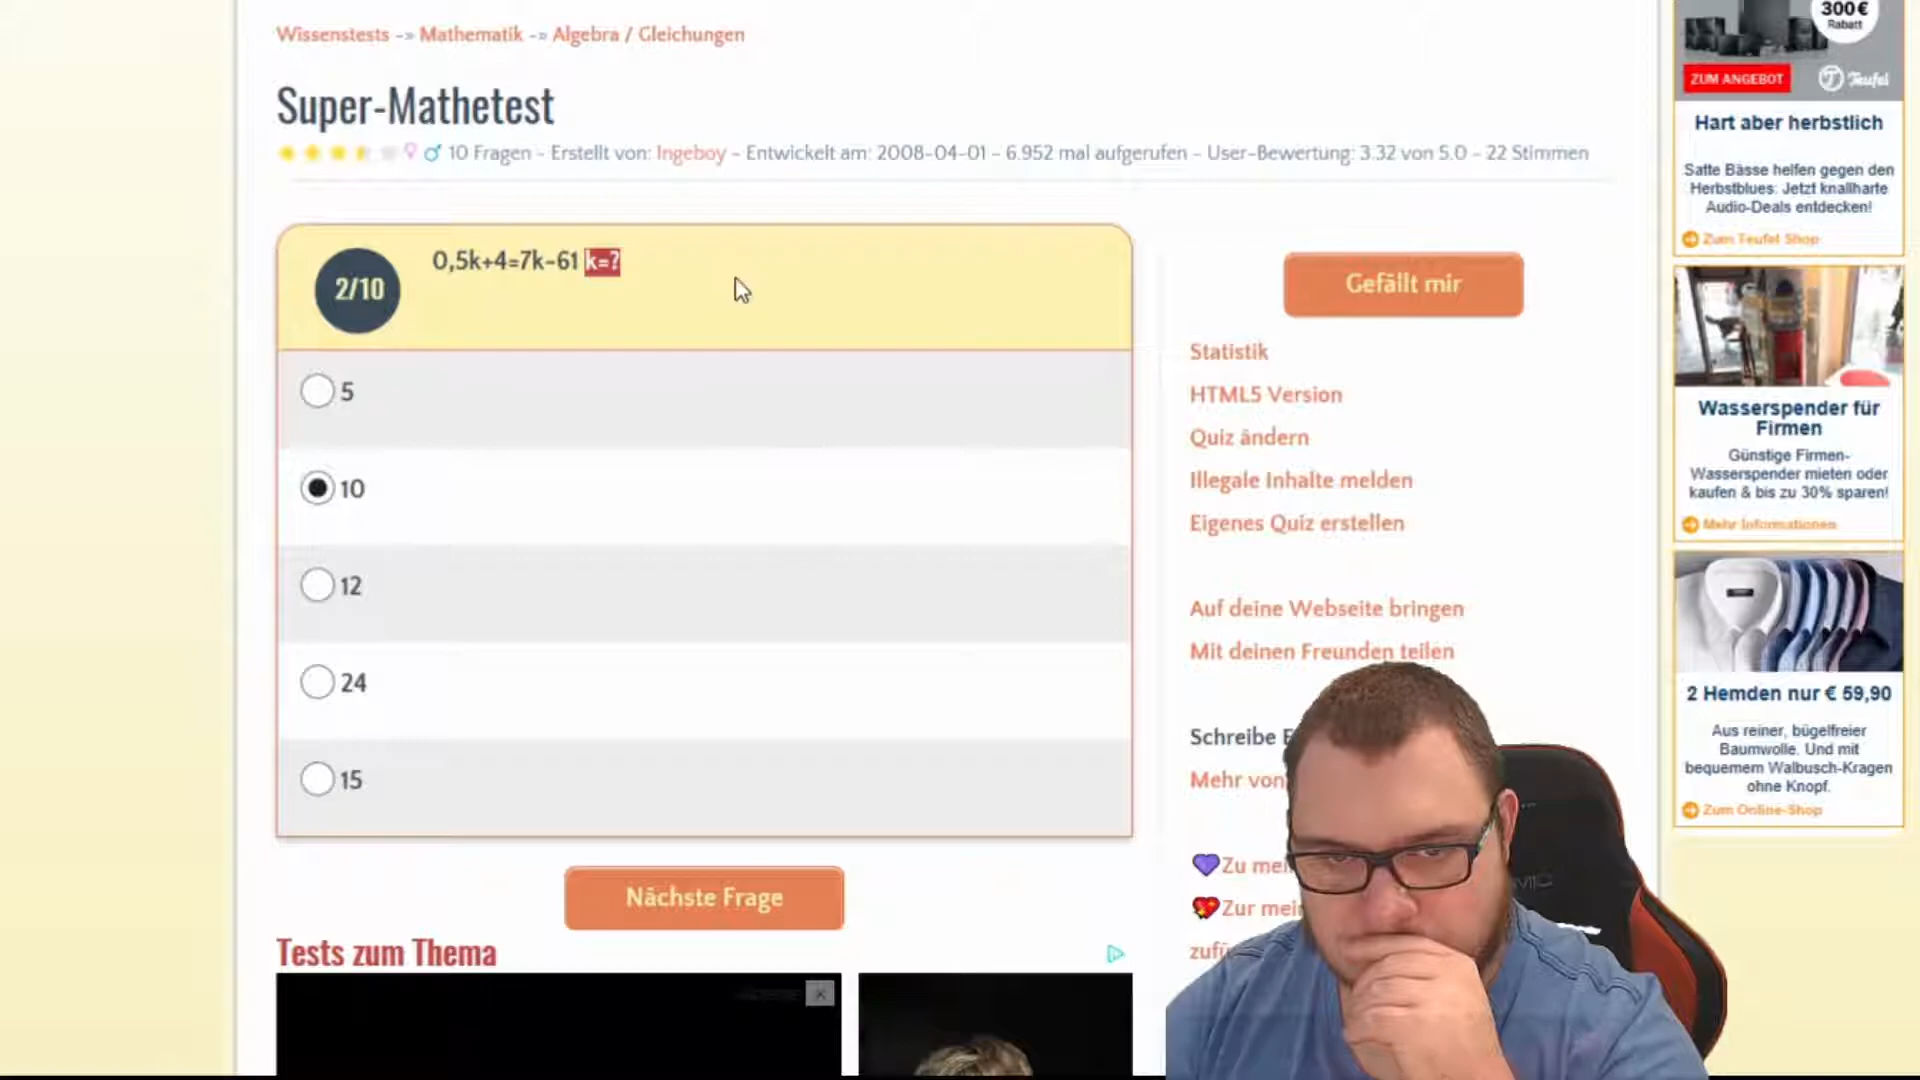 300€
Rabatt
ZUM ANGEBOT
Teufel
Wissenstests -» Mathematik -» Algebra / Gleichungen
Super-Mathetest
10 Fragen - Erstellt von: Ingeboy - Entwickelt am: 2008-04-01 - 6.952 mal aufgerufen - User-Bewertung: 3.32 von 5.0 - 22 Stimmen
2/10
0,5k+4=7k-61 k=?
5
10
12
24
15
Nächste Frage
Tests zum Thema
Gefällt mir
Statistik
HTML5 Version
Quiz ändern
Illegale Inhalte melden
Eigenes Quiz erstellen
Auf deine Webseite bringen
Mit deinen Freunden teilen
Schreibe
Mehr von
Zu
Zur
Hart aber herbstlich
Satte Bässe helfen gegen den
Herbstblues: Jetzt knallharte
Audio-Deals entdecken!
Zum Teufel Shop
Wasserspender für
Firmen
Günstige Firmen-
Wasserspender mieten oder
kaufen & bis zu 30% sparen!
Mehr Informationen
2 Hemden nur € 59,90
Aus reiner, bügelfreier
Baumwolle. Und mit
bequemem Walbusch-Kragen
ohne Knopf.
Zum Online-Shop